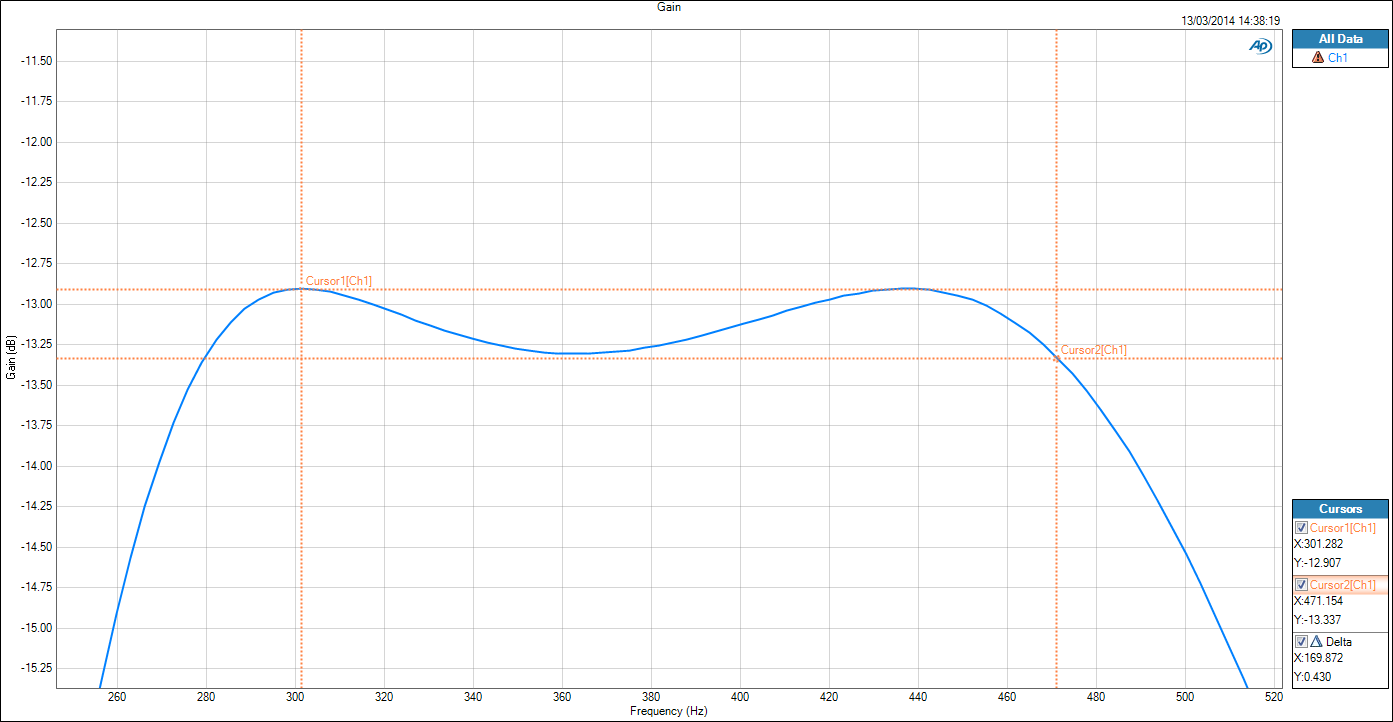 Gain
13/03/2014 14:38:19
AP
All Data
Ch1
-11.50
-11.75
-12.00
-12.25
-12.50
-12.75
-13.00
-13.25
-13.50
-13.75
-14.00
-14.25
-14.50
-14.75
-15.00
-15.25
Gain (dB)
Cursor1[Ch1]
Cursor2[Ch1]
260 280 300 320 340 360 380 400 420 440 460 480 500 520
Frequency (Hz)
Cursors
Cursor1[Ch1]
X:301.282
Y:-12.907
Cursor2[Ch1]
X:471.154
Y:-13.337
Delta
X:169.872
Y:0.430